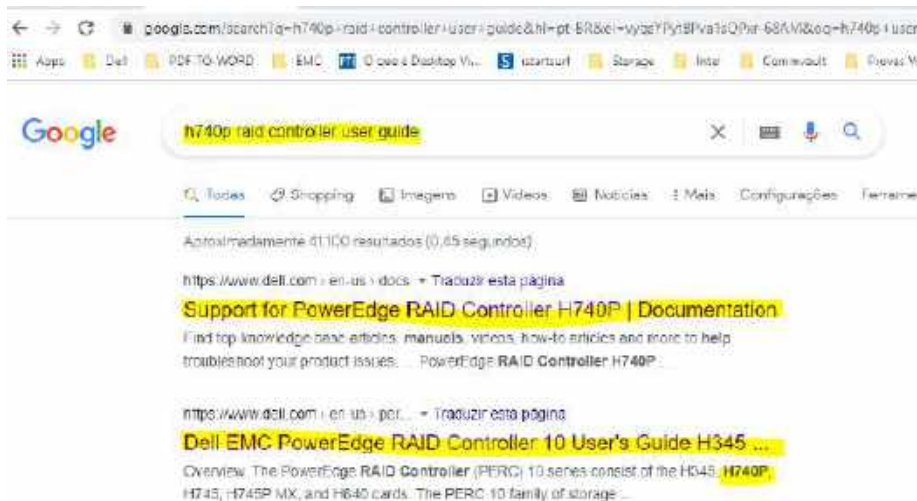 google.com/search?q=h740p+raid+controller+user+guide&hl=pt-BR&ei=
Apps Dell PDF TO WORD EMC istartsurf Storage Intel Commvault Provas
Google h740p raid controller user guide
Todas Shopping Imagens Vídeos Notícias Mais Configurações
Aproximadamente 41.100 resultados (0,45 segundos)
https://www.dell.com › en-us › docs Traduzir esta página
Support for PowerEdge RAID Controller H740P | Documentation
Find top knowledge base articles, manuals, videos, how-to articles and more to help
troubleshoot your product issues. ... PowerEdge RAID Controller H740P ...
https://www.dell.com › en-us › per... Traduzir esta página
Dell EMC PowerEdge RAID Controller 10 User's Guide H345 ...
Overview. The PowerEdge RAID Controller (PERC) 10 series consist of the H345, H740P,
H745, H745P MX, and H840 cards. The PERC 10 family of storage ...